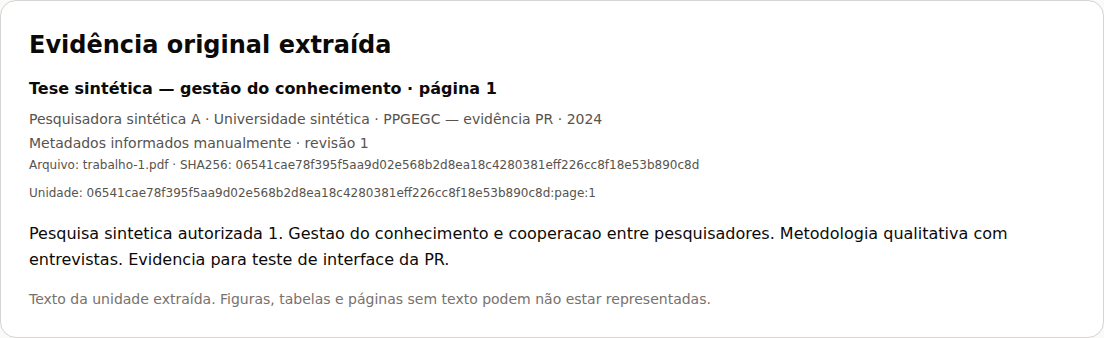 Evidência original extraída
Tese sintética — gestão do conhecimento · página 1
Pesquisadora sintética A · Universidade sintética · PPGEGC — evidência PR · 2024
Metadados informados manualmente · revisão 1
Arquivo: trabalho-1.pdf · SHA256: 06541cae78f395f5aa9d02e568b2d8ea18c4280381eff226cc8f18e53b890c8d
Unidade: 06541cae78f395f5aa9d02e568b2d8ea18c4280381eff226cc8f18e53b890c8d:page:1
Pesquisa sintetica autorizada 1. Gestao do conhecimento e cooperacao entre pesquisadores. Metodologia qualitativa com
entrevistas. Evidencia para teste de interface da PR.
Texto da unidade extraída. Figuras, tabelas e páginas sem texto podem não estar representadas.